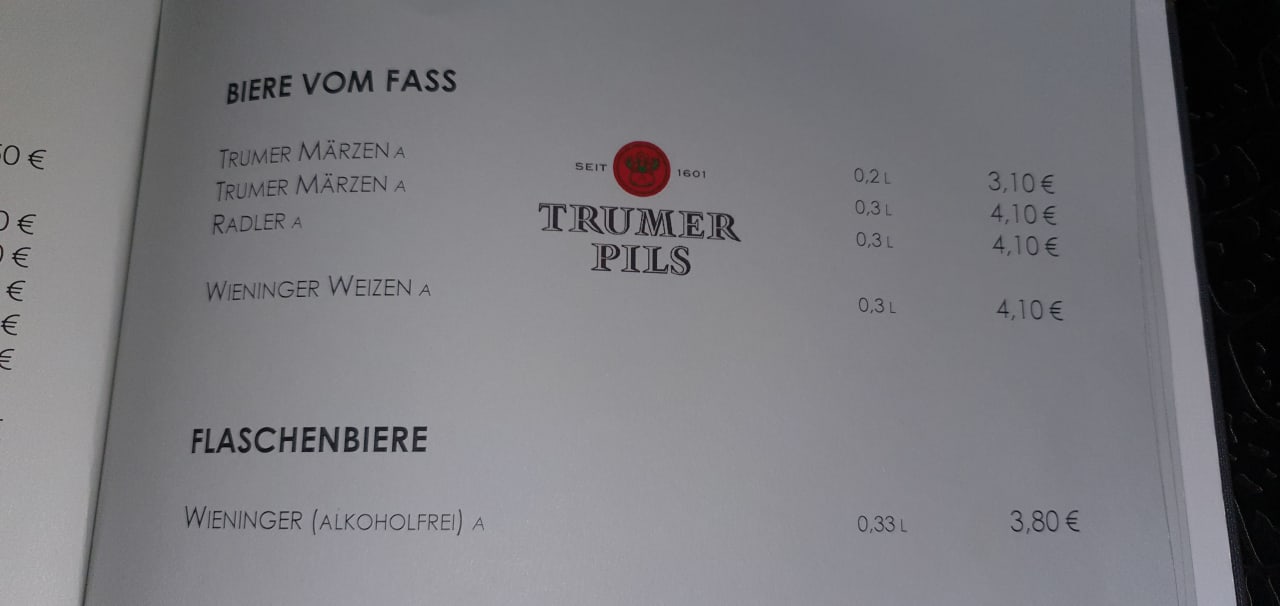 BIERE VOM FASS
TRUMER MÄRZEN A 0,2 L 3,10 €
TRUMER MÄRZEN A 0,3 L 4,10 €
RADLER A 0,3 L 4,10 €
WIENINGER WEIZEN A 0,3 L 4,10 €
SEIT 1601
TRUMER
PILS
FLASCHENBIERE
WIENINGER (ALKOHOLFREI) A 0,33 L 3,80 €